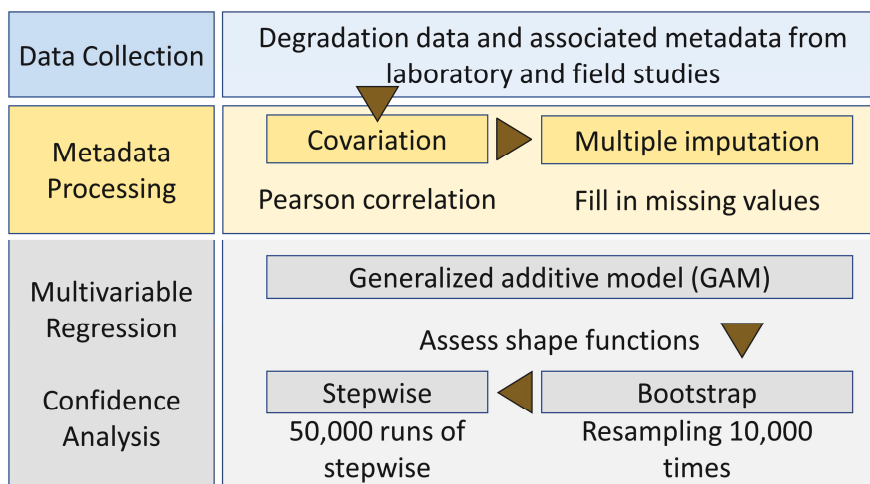 Data Collection
Degradation data and associated metadata from
laboratory and field studies
Metadata
Processing
Covariation
Multiple imputation
Pearson correlation
Fill in missing values
Multivariable
Regression
Generalized additive model (GAM)
Assess shape functions
Confidence
Analysis
Stepwise
Bootstrap
50,000 runs of
stepwise
Resampling 10,000
times